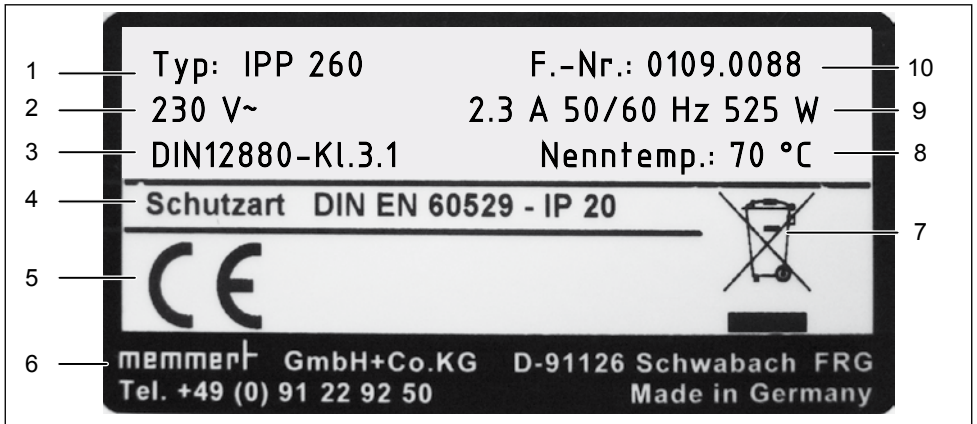 1 Typ: IPP 260 F.-Nr.: 0109.0088 10
2 230 V~ 2.3 A 50/60 Hz 525 W 9
3 DIN12880-Kl.3.1 Nenntemp.: 70 °C 8
4 Schutzart DIN EN 60529 - IP 20
7
5 CE
6 memmert GmbH+Co.KG D-91126 Schwabach FRG
Tel. +49 (0) 91 22 92 50 Made in Germany